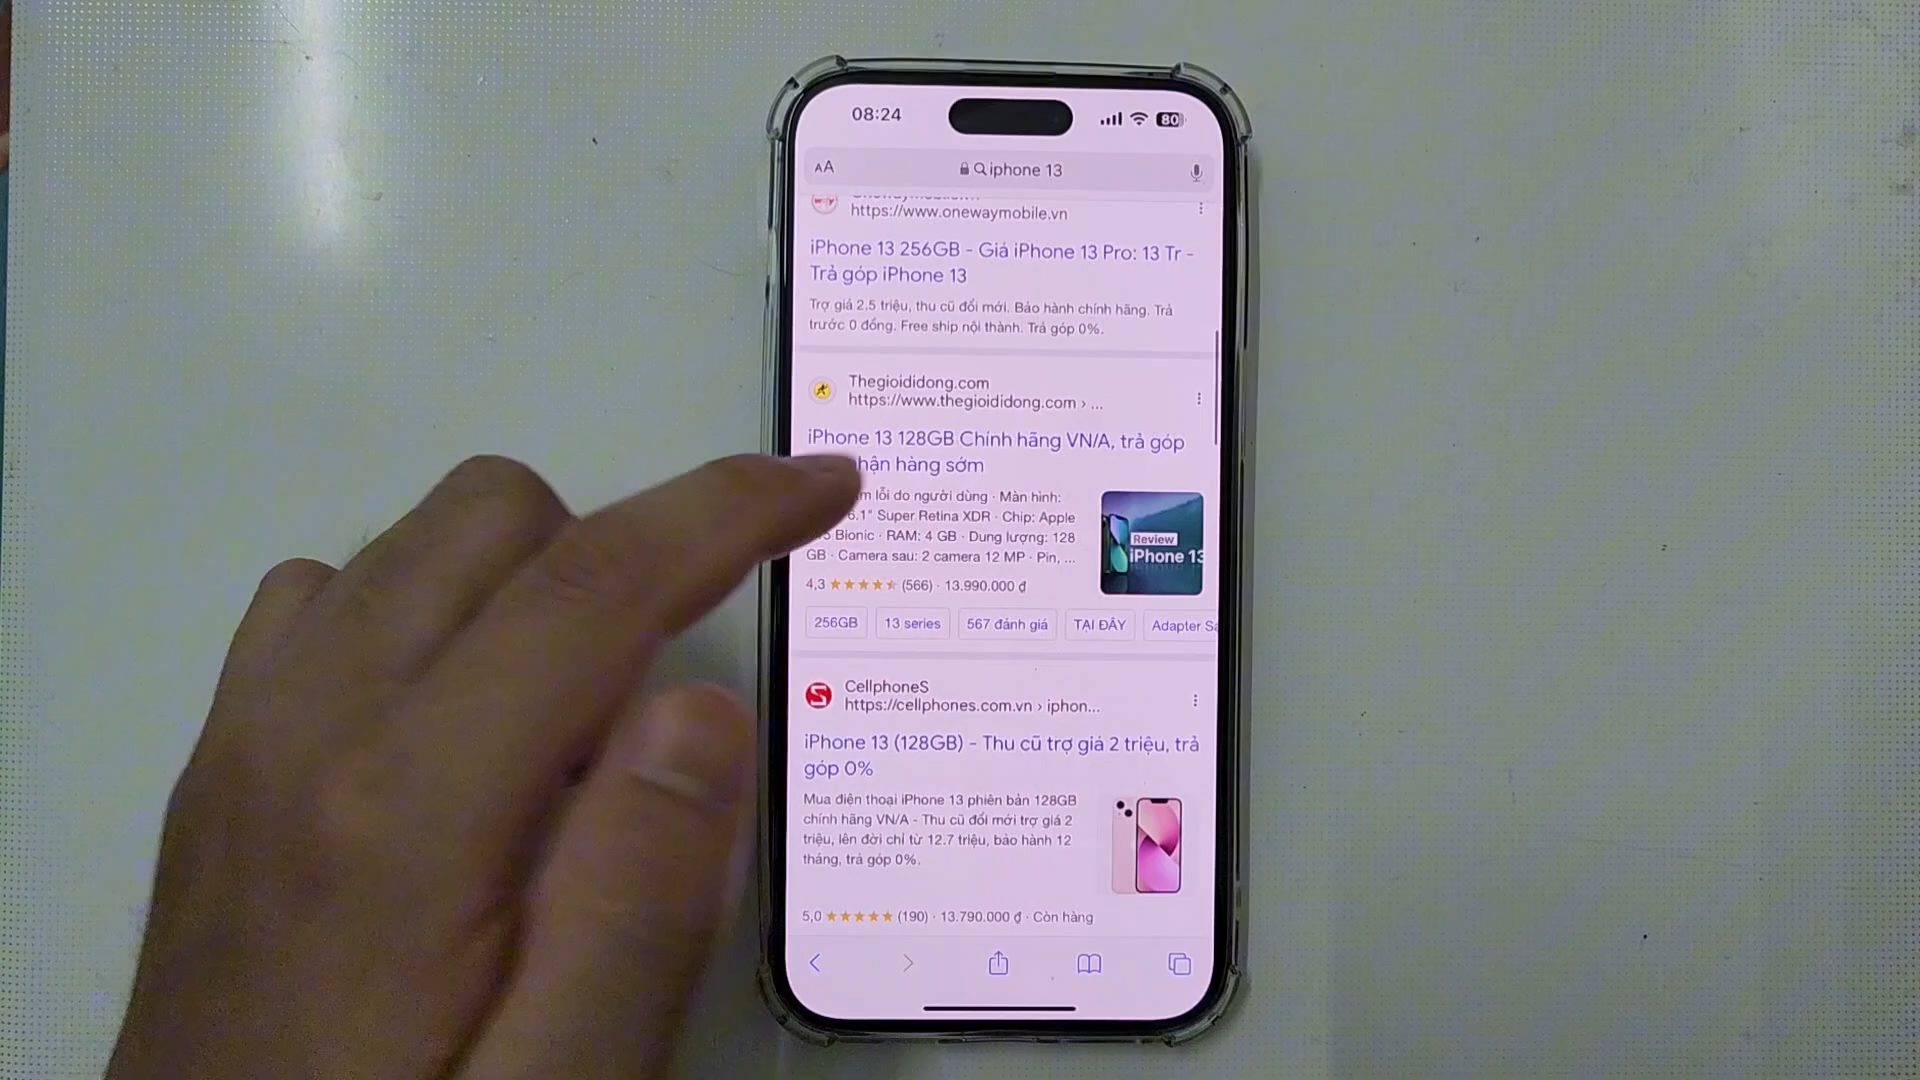 08:24
80
AA
iphone 13
https://www.onewaymobile.vn
iPhone 13 256GB - Giá iPhone 13 Pro: 13 Tr -
Trả góp iPhone 13
Trợ giá 2.5 triệu, thu cũ đổi mới. Bảo hành chính hãng. Trả
trước 0 đồng. Free ship nội thành. Trả góp 0%.
Thegioididong.com
https://www.thegioididong.com › ...
iPhone 13 128GB Chính hãng VN/A, trả góp
hận hàng sớm
lỗi do người dùng · Màn hình:
6.1" Super Retina XDR · Chip: Apple
Bionic · RAM: 4 GB · Dung lượng: 128
GB · Camera sau: 2 camera 12 MP · Pin, ...
Review
iPhone 13
4,3 (566) · 13.990.000 ₫
256GB
13 series
567 đánh giá
TẠI ĐÂY
Adapter Sạ
CellphoneS
https://cellphones.com.vn › iphon...
iPhone 13 (128GB) - Thu cũ trợ giá 2 triệu, trả
góp 0%
Mua điện thoại iPhone 13 phiên bản 128GB
chính hãng VN/A - Thu cũ đổi mới trợ giá 2
triệu, lên đời chỉ từ 12.7 triệu, bảo hành 12
tháng, trả góp 0%.
5,0 (190) · 13.790.000 ₫ · Còn hàng